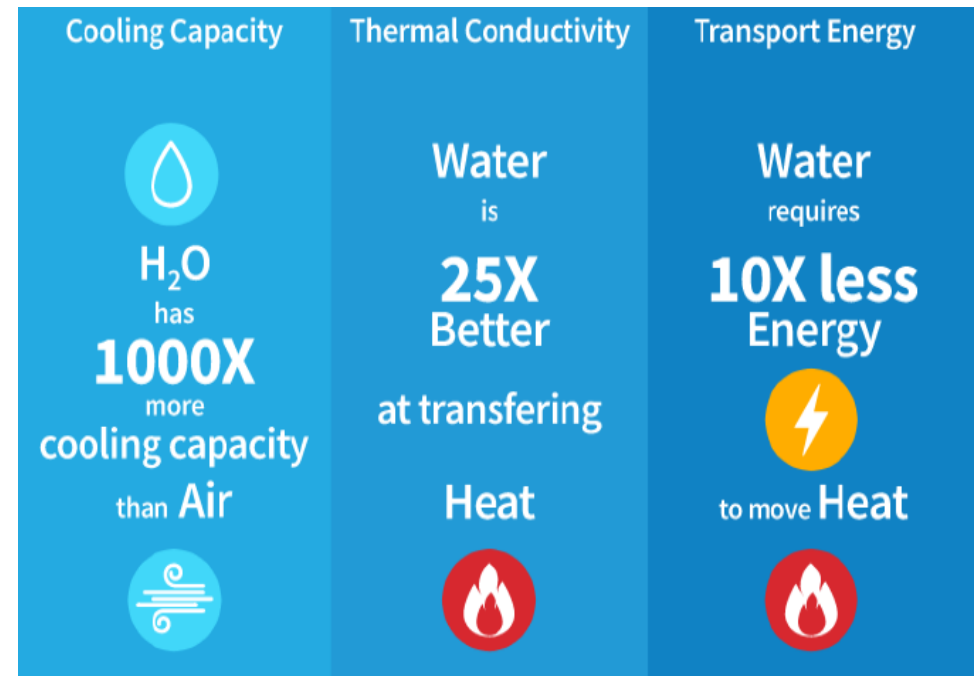 Cooling Capacity
H₂O
has
1000X
more
cooling capacity
than Air
Thermal Conductivity
Water
is
25X
Better
at transfering
Heat
Transport Energy
Water
requires
10X less
Energy
to move Heat